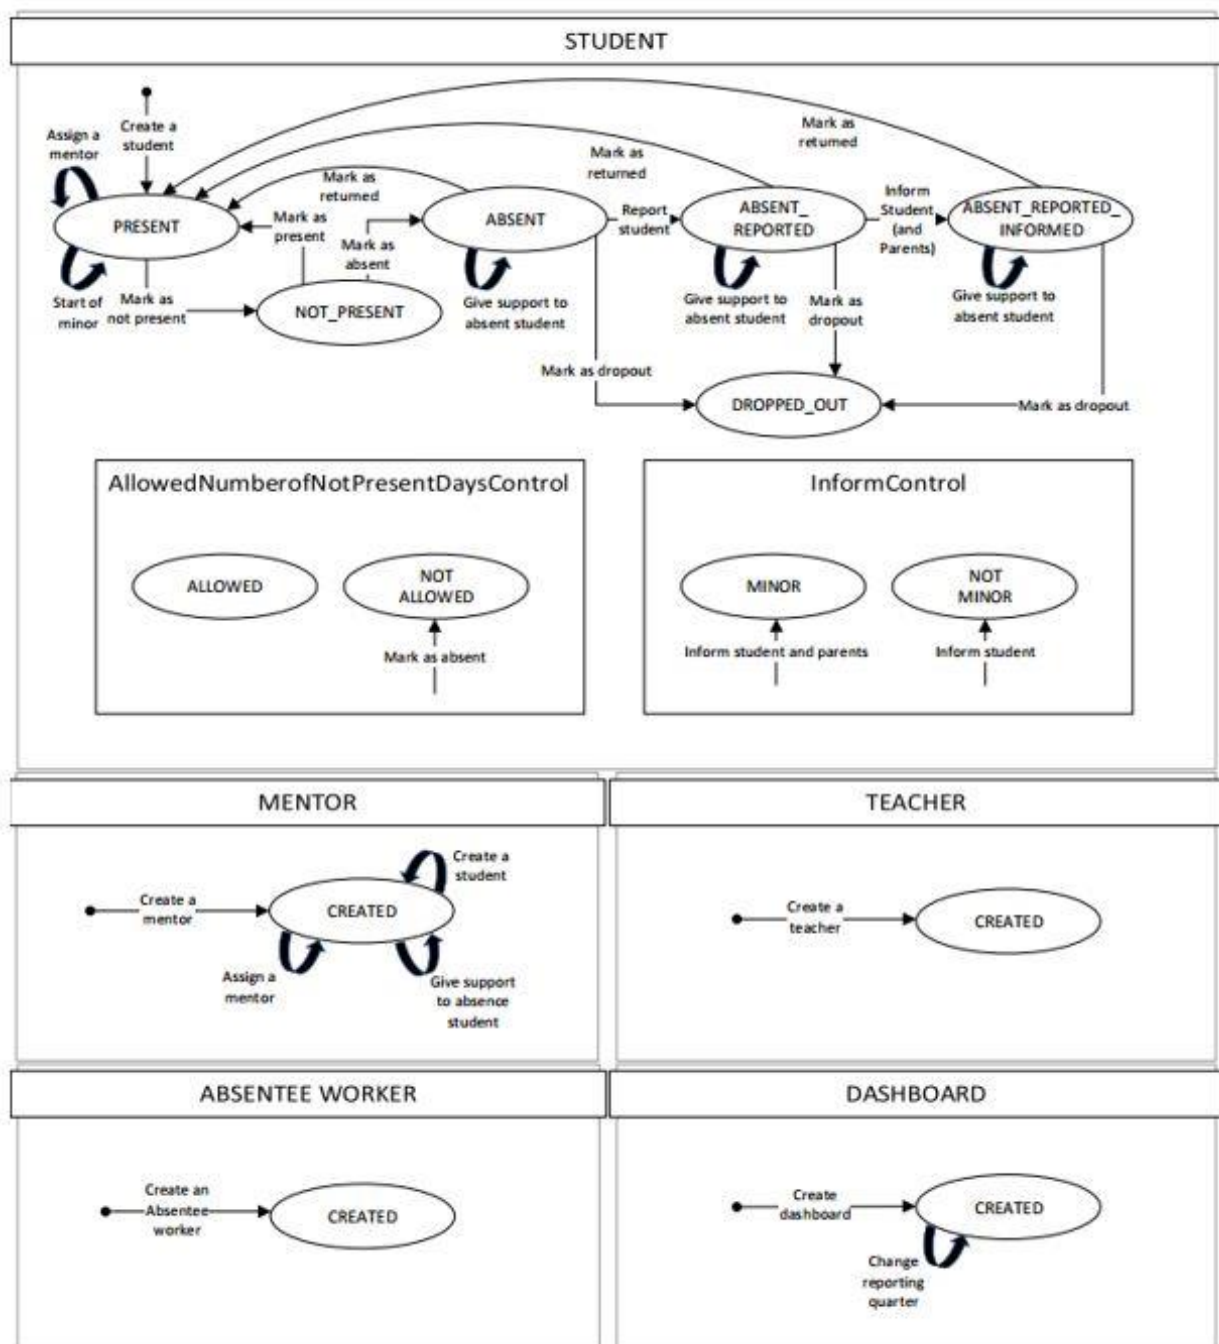 STUDENT
Create a
student
Assign a
mentor
Mark as
returned
Mark as
returned
Mark as
returned
PRESENT
Mark as
present
Mark as
absent
ABSENT
Report
student
ABSENT_
REPORTED
Inform
Student
(and
Parents)
ABSENT_REPORTED_
INFORMED
Start of
minor
Mark as
not present
NOT_PRESENT
Give support to
absent student
Give support to
absent student
Mark as
dropout
Give support to
absent student
Mark as dropout
DROPPED_OUT
Mark as dropout
AllowedNumberofNotPresentDaysControl
ALLOWED
NOT
ALLOWED
Mark as absent
InformControl
MINOR
NOT
MINOR
Inform student and parents
Inform student
MENTOR
Create a
student
Create a
mentor
CREATED
Assign a
mentor
Give support
to absence
student
TEACHER
Create a
teacher
CREATED
ABSENTEE WORKER
Create an
Absentee
worker
CREATED
DASHBOARD
Create
dashboard
CREATED
Change
reporting
quarter